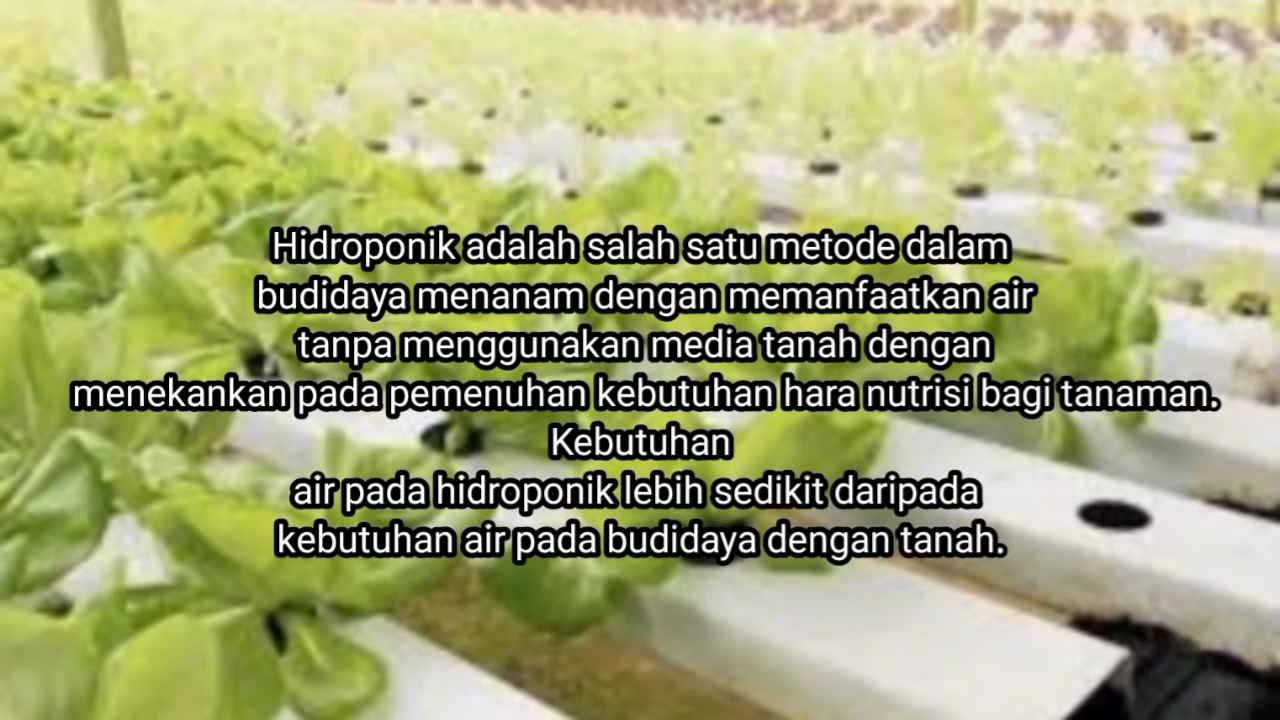 Hidroponik adalah salah satu metode dalam
budidaya menanam dengan memanfaatkan air
tanpa menggunakan media tanah dengan
menekankan pada pemenuhan kebutuhan hara nutrisi bagi tanaman.
Kebutuhan
air pada hidroponik lebih sedikit daripada
kebutuhan air pada budidaya dengan tanah.